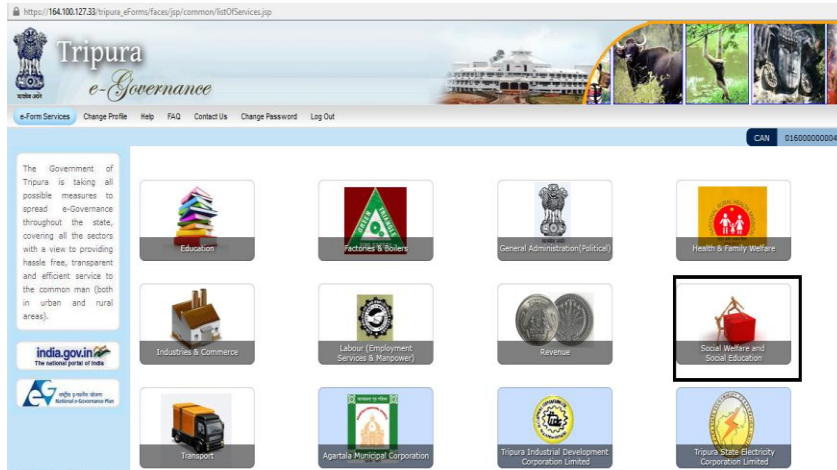 https://164.100.127.33/tripura_eForms/faces/jsp/common/listOfServices.jsp
Tripura
e-Governance
e-Form Services Change Profile Help FAQ Contact Us Change Password Log Out
CAN 016000000004
The Government of
Tripura is taking all
possible measures to
spread e-Governance
throughout the state,
covering all the sectors
with a view to providing
hassle free, transparent
and efficient service to
the common man (both
in urban and rural
areas).
india.gov.in
The national portal of India
राष्ट्रीय ई-गवर्नेंस योजना
National e-Governance Plan
Education
GREEN TRIANGLE
Factories & Boilers
General Administration(Political)
Health & Family Welfare
Industries & Commerce
Labour (Employment
Services & Manpower)
Revenue
Social Welfare and
Social Education
Transport
Agartala Municipal Corporation
Tripura Industrial Development
Corporation Limited
Tripura State Electricity
Corporation Limited